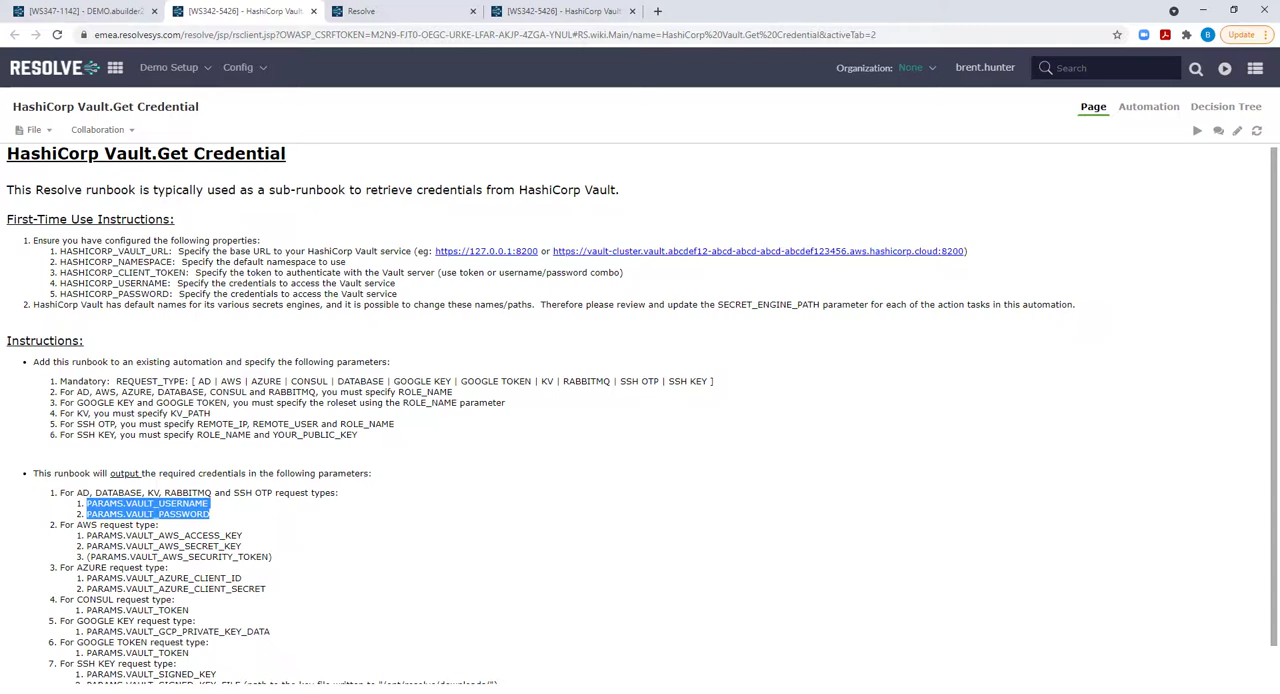 [WS347-1142] - DEMO.abuilder2
[WS342-5426] - HashiCorp Vault.
Resolve
[WS342-5426] - HashiCorp Vault.G
emea.resolvesys.com/resolve/jsp/rsclient.jsp?OWASP_CSRFTOKEN=M2N9-FJT0-OEGC-URKE-LFAR-AKJP-4ZGA-YNUL#RS.wiki.Main/name=HashiCorp%20Vault.Get%20Credential&activeTab=2
B
Update
RESOLVE
Demo Setup
Config
Organization: None
brent.hunter
Search
HashiCorp Vault.Get Credential
Page
Automation
Decision Tree
File
Collaboration
HashiCorp Vault.Get Credential
This Resolve runbook is typically used as a sub-runbook to retrieve credentials from HashiCorp Vault.
First-Time Use Instructions:
1. Ensure you have configured the following properties:
1. HASHICORP_VAULT_URL: Specify the base URL to your HashiCorp Vault service (eg: https://127.0.0.1:8200 or https://vault-cluster.vault.abcdef12-abcd-abcd-abcd-abcdef123456.aws.hashicorp.cloud:8200)
2. HASHICORP_NAMESPACE: Specify the default namespace to use
3. HASHICORP_CLIENT_TOKEN: Specify the token to authenticate with the Vault server (use token or username/password combo)
4. HASHICORP_USERNAME: Specify the credentials to access the Vault service
5. HASHICORP_PASSWORD: Specify the credentials to access the Vault service
2. HashiCorp Vault has default names for its various secrets engines, and it is possible to change these names/paths. Therefore please review and update the SECRET_ENGINE_PATH parameter for each of the action tasks in this automation.
Instructions:
• Add this runbook to an existing automation and specify the following parameters:
1. Mandatory: REQUEST_TYPE: [ AD | AWS | AZURE | CONSUL | DATABASE | GOOGLE KEY | GOOGLE TOKEN | KV | RABBITMQ | SSH OTP | SSH KEY ]
2. For AD, AWS, AZURE, DATABASE, CONSUL and RABBITMQ, you must specify ROLE_NAME
3. For GOOGLE KEY and GOOGLE TOKEN, you must specify the roleset using the ROLE_NAME parameter
4. For KV, you must specify KV_PATH
5. For SSH OTP, you must specify REMOTE_IP, REMOTE_USER and ROLE_NAME
6. For SSH KEY, you must specify ROLE_NAME and YOUR_PUBLIC_KEY
• This runbook will output the required credentials in the following parameters:
1. For AD, DATABASE, KV, RABBITMQ and SSH OTP request types:
1. PARAMS.VAULT_USERNAME
2. PARAMS.VAULT_PASSWORD
2. For AWS request type:
1. PARAMS.VAULT_AWS_ACCESS_KEY
2. PARAMS.VAULT_AWS_SECRET_KEY
3. (PARAMS.VAULT_AWS_SECURITY_TOKEN)
3. For AZURE request type:
1. PARAMS.VAULT_AZURE_CLIENT_ID
2. PARAMS.VAULT_AZURE_CLIENT_SECRET
4. For CONSUL request type:
1. PARAMS.VAULT_TOKEN
5. For GOOGLE KEY request type:
1. PARAMS.VAULT_GCP_PRIVATE_KEY_DATA
6. For GOOGLE TOKEN request type:
1. PARAMS.VAULT_TOKEN
7. For SSH KEY request type:
1. PARAMS.VAULT_SIGNED_KEY
2. PARAMS.VAULT_SIGNED_KEY_FILE (path to the key file written to "/opt/resolve/downloads/")